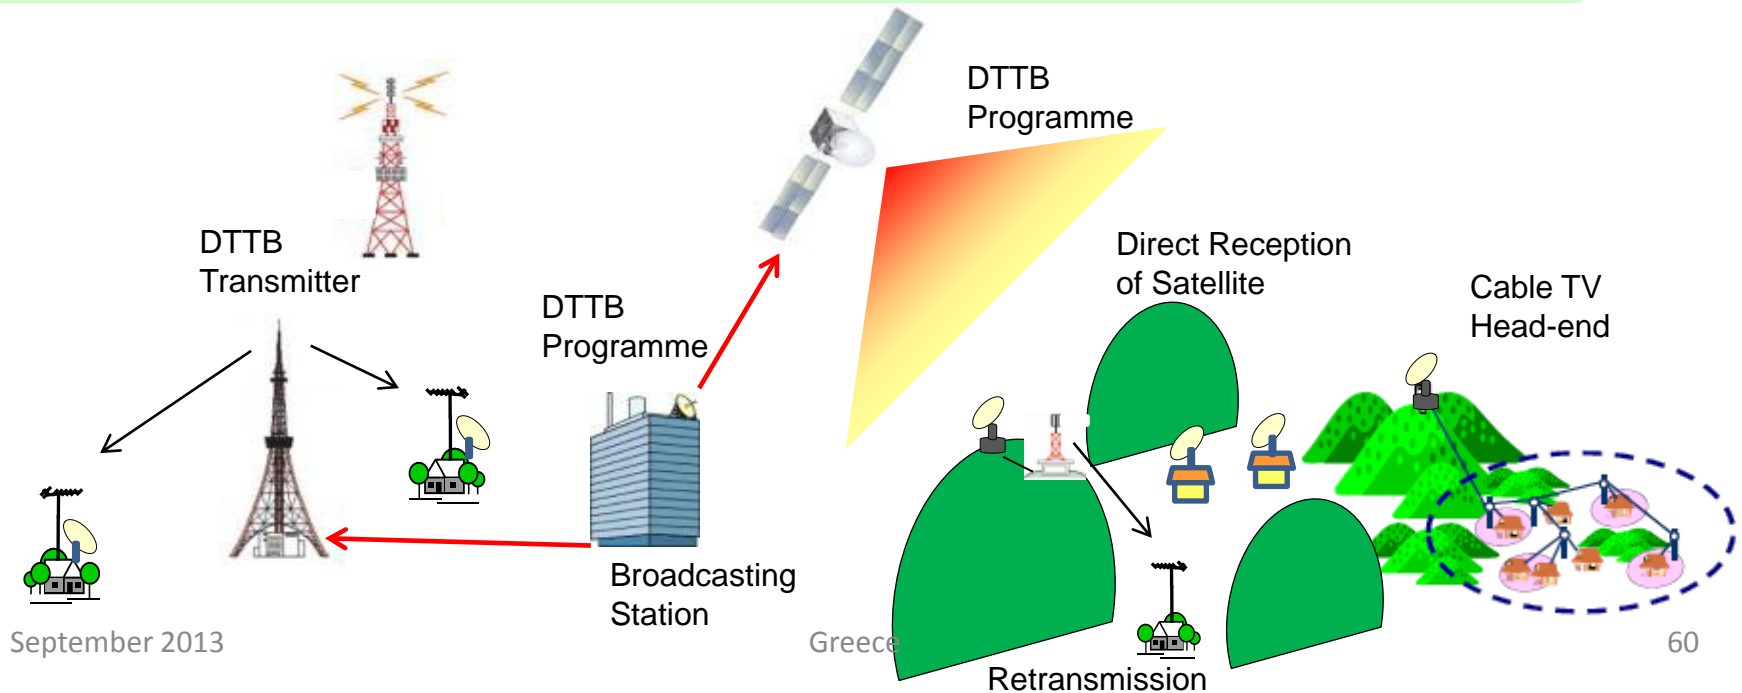 DTTB
Programme
DTTB
Transmitter
Direct Reception
of Satellite
Cable TV
Head-end
DTTB
Programme
Broadcasting
Station
September 2013
Greece
60
Retransmission